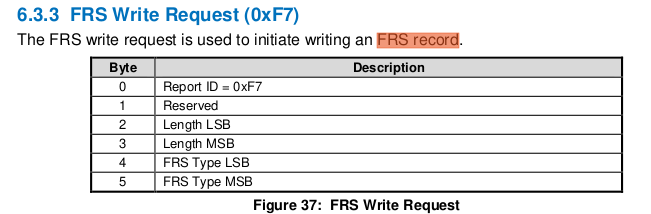 6.3.3 FRS Write Request (0xF7)
The FRS write request is used to initiate writing an FRS record.
Byte Description
0 Report ID = 0xF7
1 Reserved
2 Length LSB
3 Length MSB
4 FRS Type LSB
5 FRS Type MSB
Figure 37: FRS Write Request